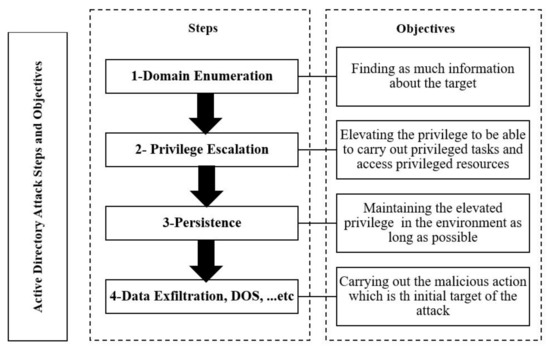 Active Directory Attack Steps and Objectives
Steps
1-Domain Enumeration
2- Privilege Escalation
3-Persistence
4-Data Exfiltration, DOS, ...etc
Objectives
Finding as much information
about the target
Elevating the privilege to be able
to carry out privileged tasks and
access privileged resources
Maintaining the elevated
privilege in the environment as
long as possible
Carrying out the malicious action
which is th initial target of the
attack